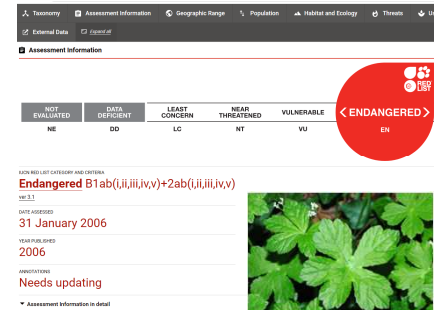 Taxonomy Assessment Information Geographic Range Population Habitat and Ecology Threats
External Data Expand all
Assessment Information
RED
LIST
NOT EVALUATED DATA DEFICIENT LEAST CONCERN NEAR THREATENED VULNERABLE < ENDANGERED >
NE DD LC NT VU EN
IUCN RED LIST CATEGORY AND CRITERIA
Endangered B1ab(i,ii,iii,iv,v)+2ab(i,ii,iii,iv,v)
ver 3.1
DATE ASSESSED
31 January 2006
YEAR PUBLISHED
2006
ANNOTATIONS
Needs updating
Assessment Information in detail